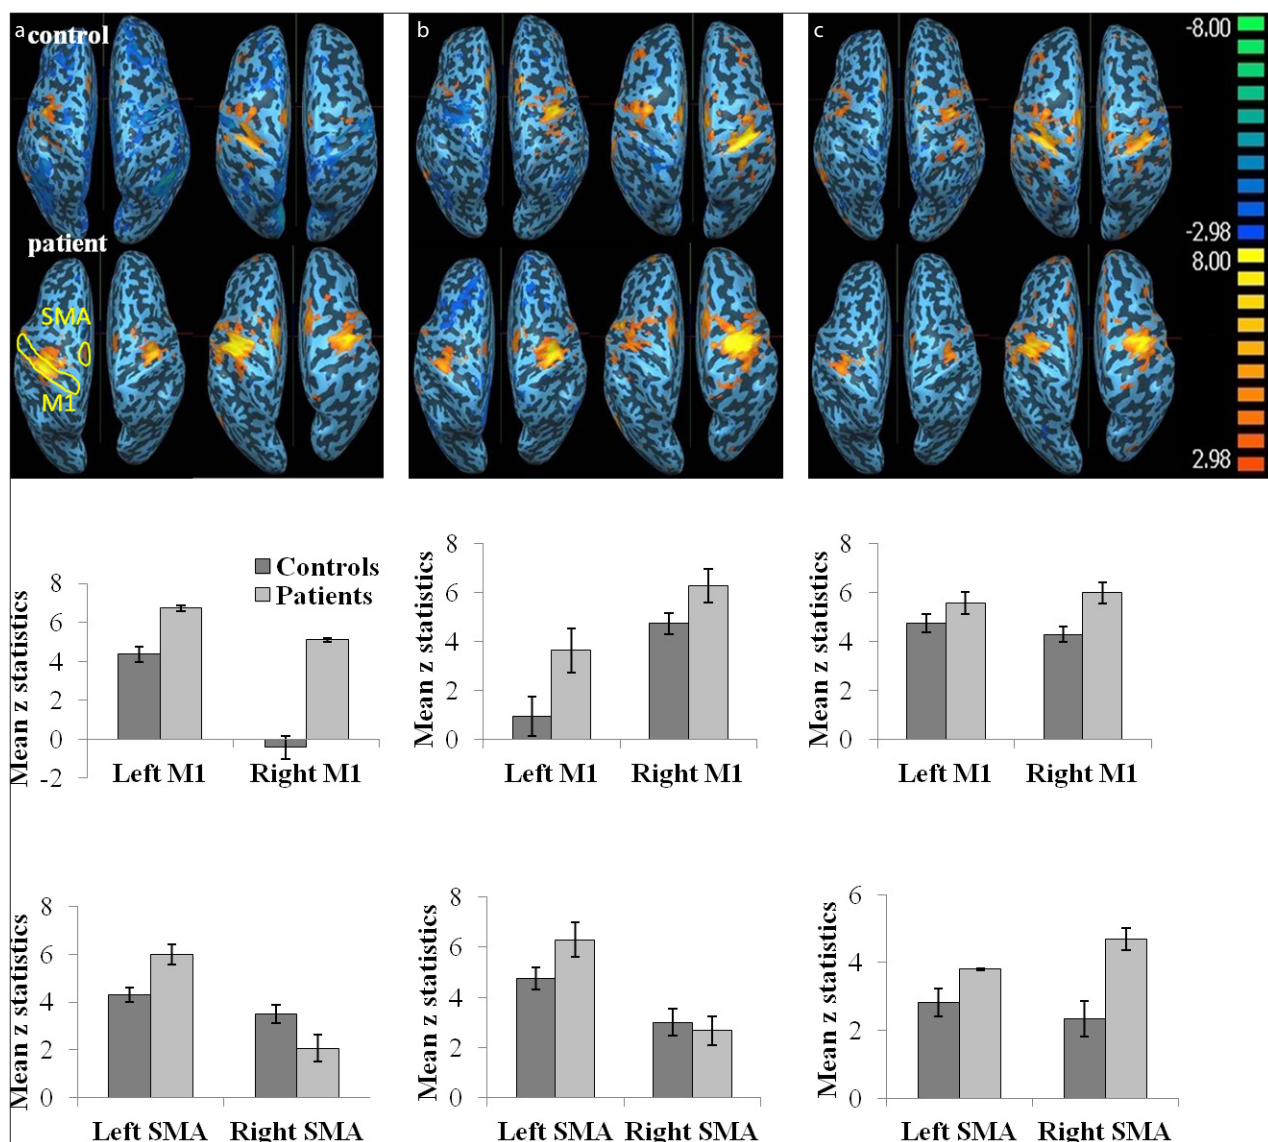 a
control
b
c
-8.00
-2.98
8.00
2.98
patient
SMA
M1
Controls
Patients
Mean z statistics
8
6
4
2
0
-2
Left M1
Right M1
Mean z statistics
8
6
4
2
0
Left M1
Right M1
Mean z statistics
8
6
4
2
0
Left M1
Right M1
Mean z statistics
8
6
4
2
0
Left SMA
Right SMA
Mean z statistics
8
6
4
2
0
Left SMA
Right SMA
Mean z statistics
6
4
2
0
Left SMA
Right SMA